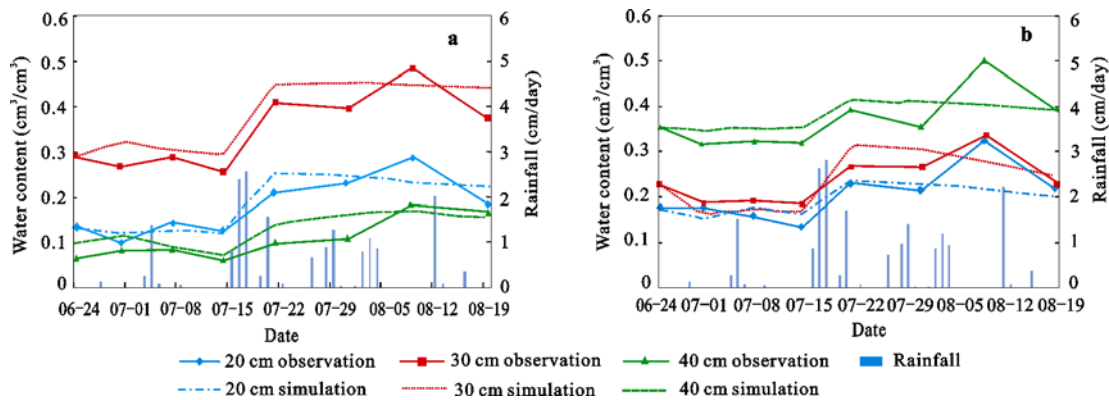 a
Water content (cm³/cm³)
0.6
0.5
0.4
0.3
0.2
0.1
0
Rainfall (cm/day)
6
5
4
3
2
1
0
06-24 07-01 07-08 07-15 07-22 07-29 08-05 08-12 08-19
Date
b
Water content (cm³/cm³)
0.6
0.5
0.4
0.3
0.2
0.1
0
Rainfall (cm/day)
6
5
4
3
2
1
0
06-24 07-01 07-08 07-15 07-22 07-29 08-05 08-12 08-19
Date
20 cm observation 30 cm observation 40 cm observation Rainfall
20 cm simulation 30 cm simulation 40 cm simulation